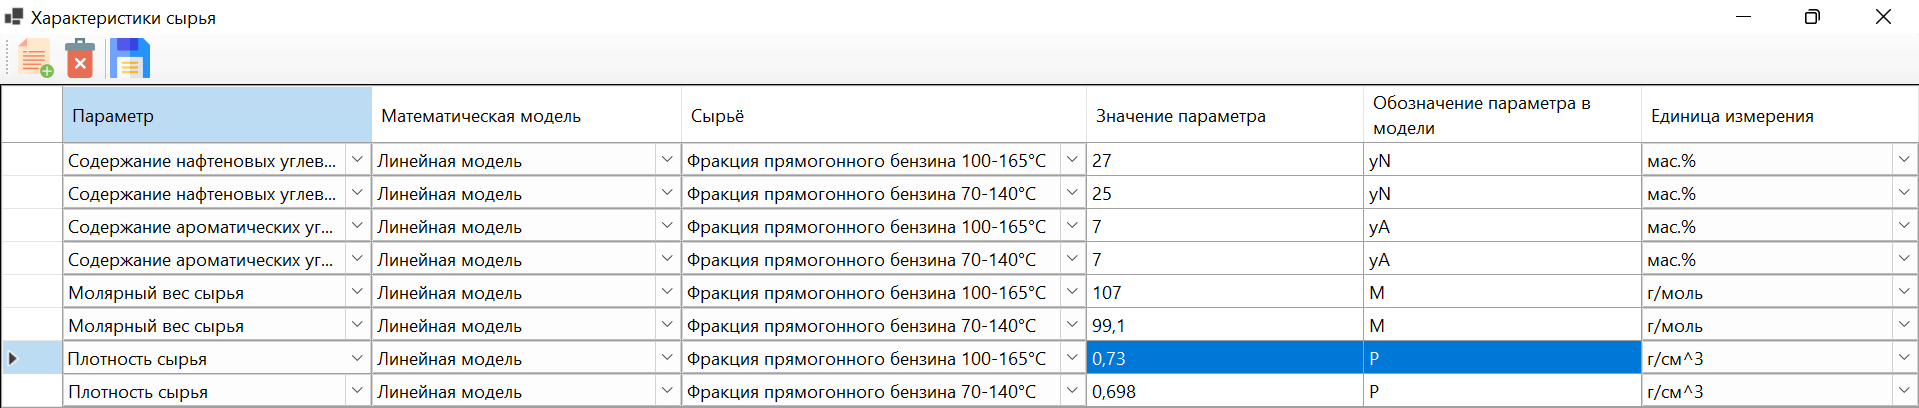 Характеристики сырья
Параметр Математическая модель Сырьё Значение параметра Обозначение параметра в модели Единица измерения
Содержание нафтеновых углев... Линейная модель Фракция прямогонного бензина 100-165°C 27 yN мас.%
Содержание нафтеновых углев... Линейная модель Фракция прямогонного бензина 70-140°C 25 yN мас.%
Содержание ароматических уг... Линейная модель Фракция прямогонного бензина 100-165°C 7 yA мас.%
Содержание ароматических уг... Линейная модель Фракция прямогонного бензина 70-140°C 7 yA мас.%
Молярный вес сырья Линейная модель Фракция прямогонного бензина 100-165°C 107 M г/моль
Молярный вес сырья Линейная модель Фракция прямогонного бензина 70-140°C 99,1 M г/моль
Плотность сырья Линейная модель Фракция прямогонного бензина 100-165°C 0,73 P г/см^3
Плотность сырья Линейная модель Фракция прямогонного бензина 70-140°C 0,698 P г/см^3